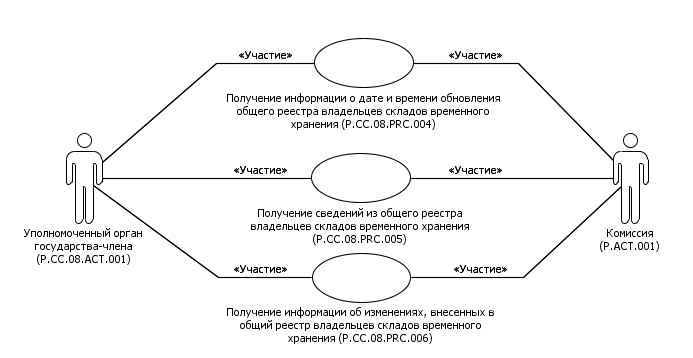 «Участие» «Участие»
Получение информации о дате и времени обновления
общего реестра владельцев складов временного
хранения (P.CC.08.PRC.004)
«Участие» «Участие»
Получение сведений из общего реестра
владельцев складов временного хранения
(P.CC.08.PRC.005)
Уполномоченный орган
государства-члена
(P.CC.08.ACT.001)
Комиссия
(P.ACT.001)
«Участие» «Участие»
Получение информации об изменениях, внесенных в
общий реестр владельцев складов временного
хранения (P.CC.08.PRC.006)